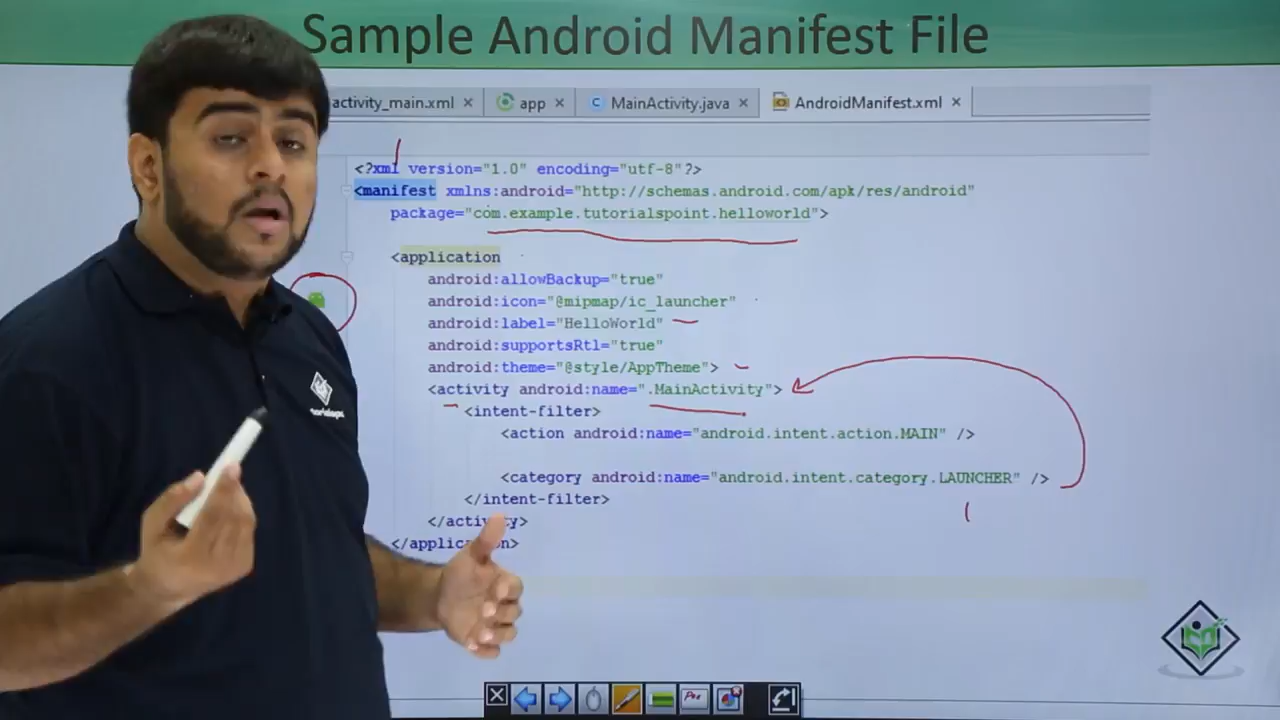 Sample Android Manifest File
activity_main.xml
app
MainActivity.java
AndroidManifest.xml
<?xml version="1.0" encoding="utf-8"?>
<manifest xmlns:android="http://schemas.android.com/apk/res/android"
package="com.example.tutorialspoint.helloworld">
<application
android:allowBackup="true"
android:icon="@mipmap/ic_launcher"
android:label="HelloWorld"
android:supportsRtl="true"
android:theme="@style/AppTheme">
<activity android:name=".MainActivity">
<intent-filter>
<action android:name="android.intent.action.MAIN" />
<category android:name="android.intent.category.LAUNCHER" />
</intent-filter>
</activity>
</application>